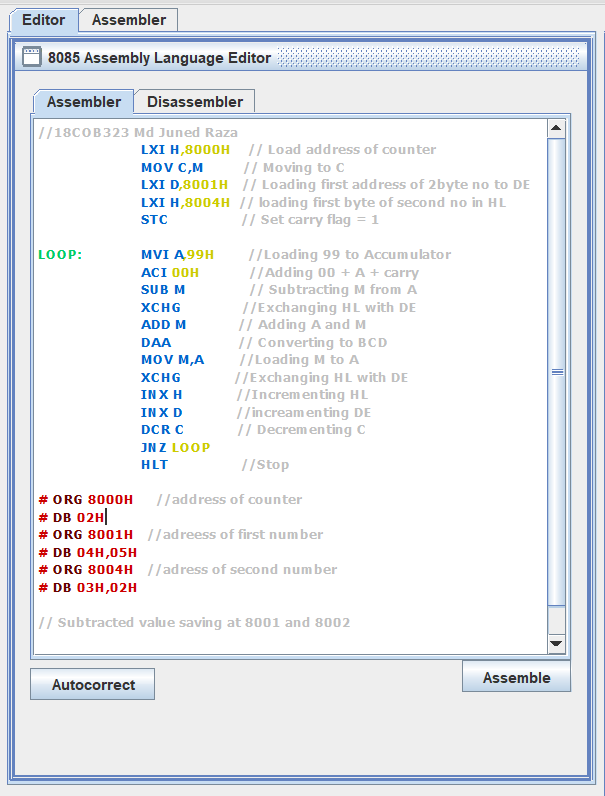 Editor Assembler
8085 Assembly Language Editor
Assembler Disassembler
//18COB323 Md Juned Raza
LXI H,8000H // Load address of counter
MOV C,M // Moving to C
LXI D,8001H // Loading first address of 2byte no to DE
LXI H,8004H // loading first byte of second no in HL
STC // Set carry flag = 1
LOOP: MVI A,99H //Loading 99 to Accumulator
ACI 00H //Adding 00 + A + carry
SUB M // Subtracting M from A
XCHG //Exchanging HL with DE
ADD M // Adding A and M
DAA // Converting to BCD
MOV M,A //Loading M to A
XCHG //Exchanging HL with DE
INX H //Incrementing HL
INX D //increamenting DE
DCR C // Decrementing C
JNZ LOOP
HLT //Stop
# ORG 8000H //address of counter
# DB 02H
# ORG 8001H //adreess of first number
# DB 04H,05H
# ORG 8004H //adress of second number
# DB 03H,02H
// Subtracted value saving at 8001 and 8002
Autocorrect Assemble